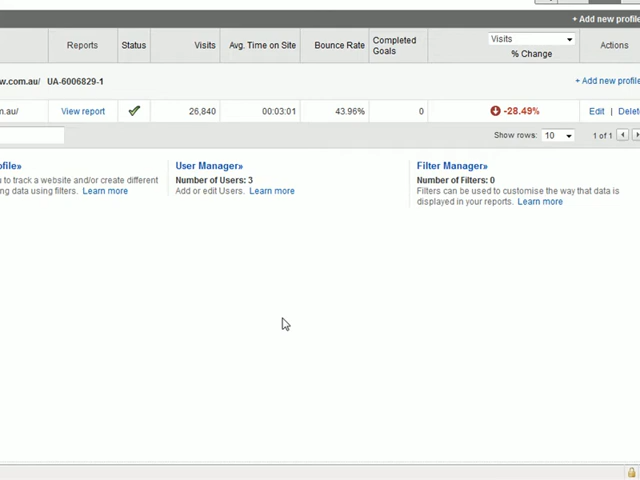 + Add new profile
Reports Status Visits Avg. Time on Site Bounce Rate Completed Goals Visits % Change Actions
w.com.au/ UA-6006829-1 + Add new profile
m.au/ View report 26,840 00:03:01 43.96% 0 -28.49% Edit | Delet
Show rows: 10 1 of 1
ofile» User Manager» Filter Manager»
Number of Users: 3 Number of Filters: 0
n to track a website and/or create different Add or edit Users. Learn more Filters can be used to customise the way that data is
ing data using filters. Learn more displayed in your reports. Learn more